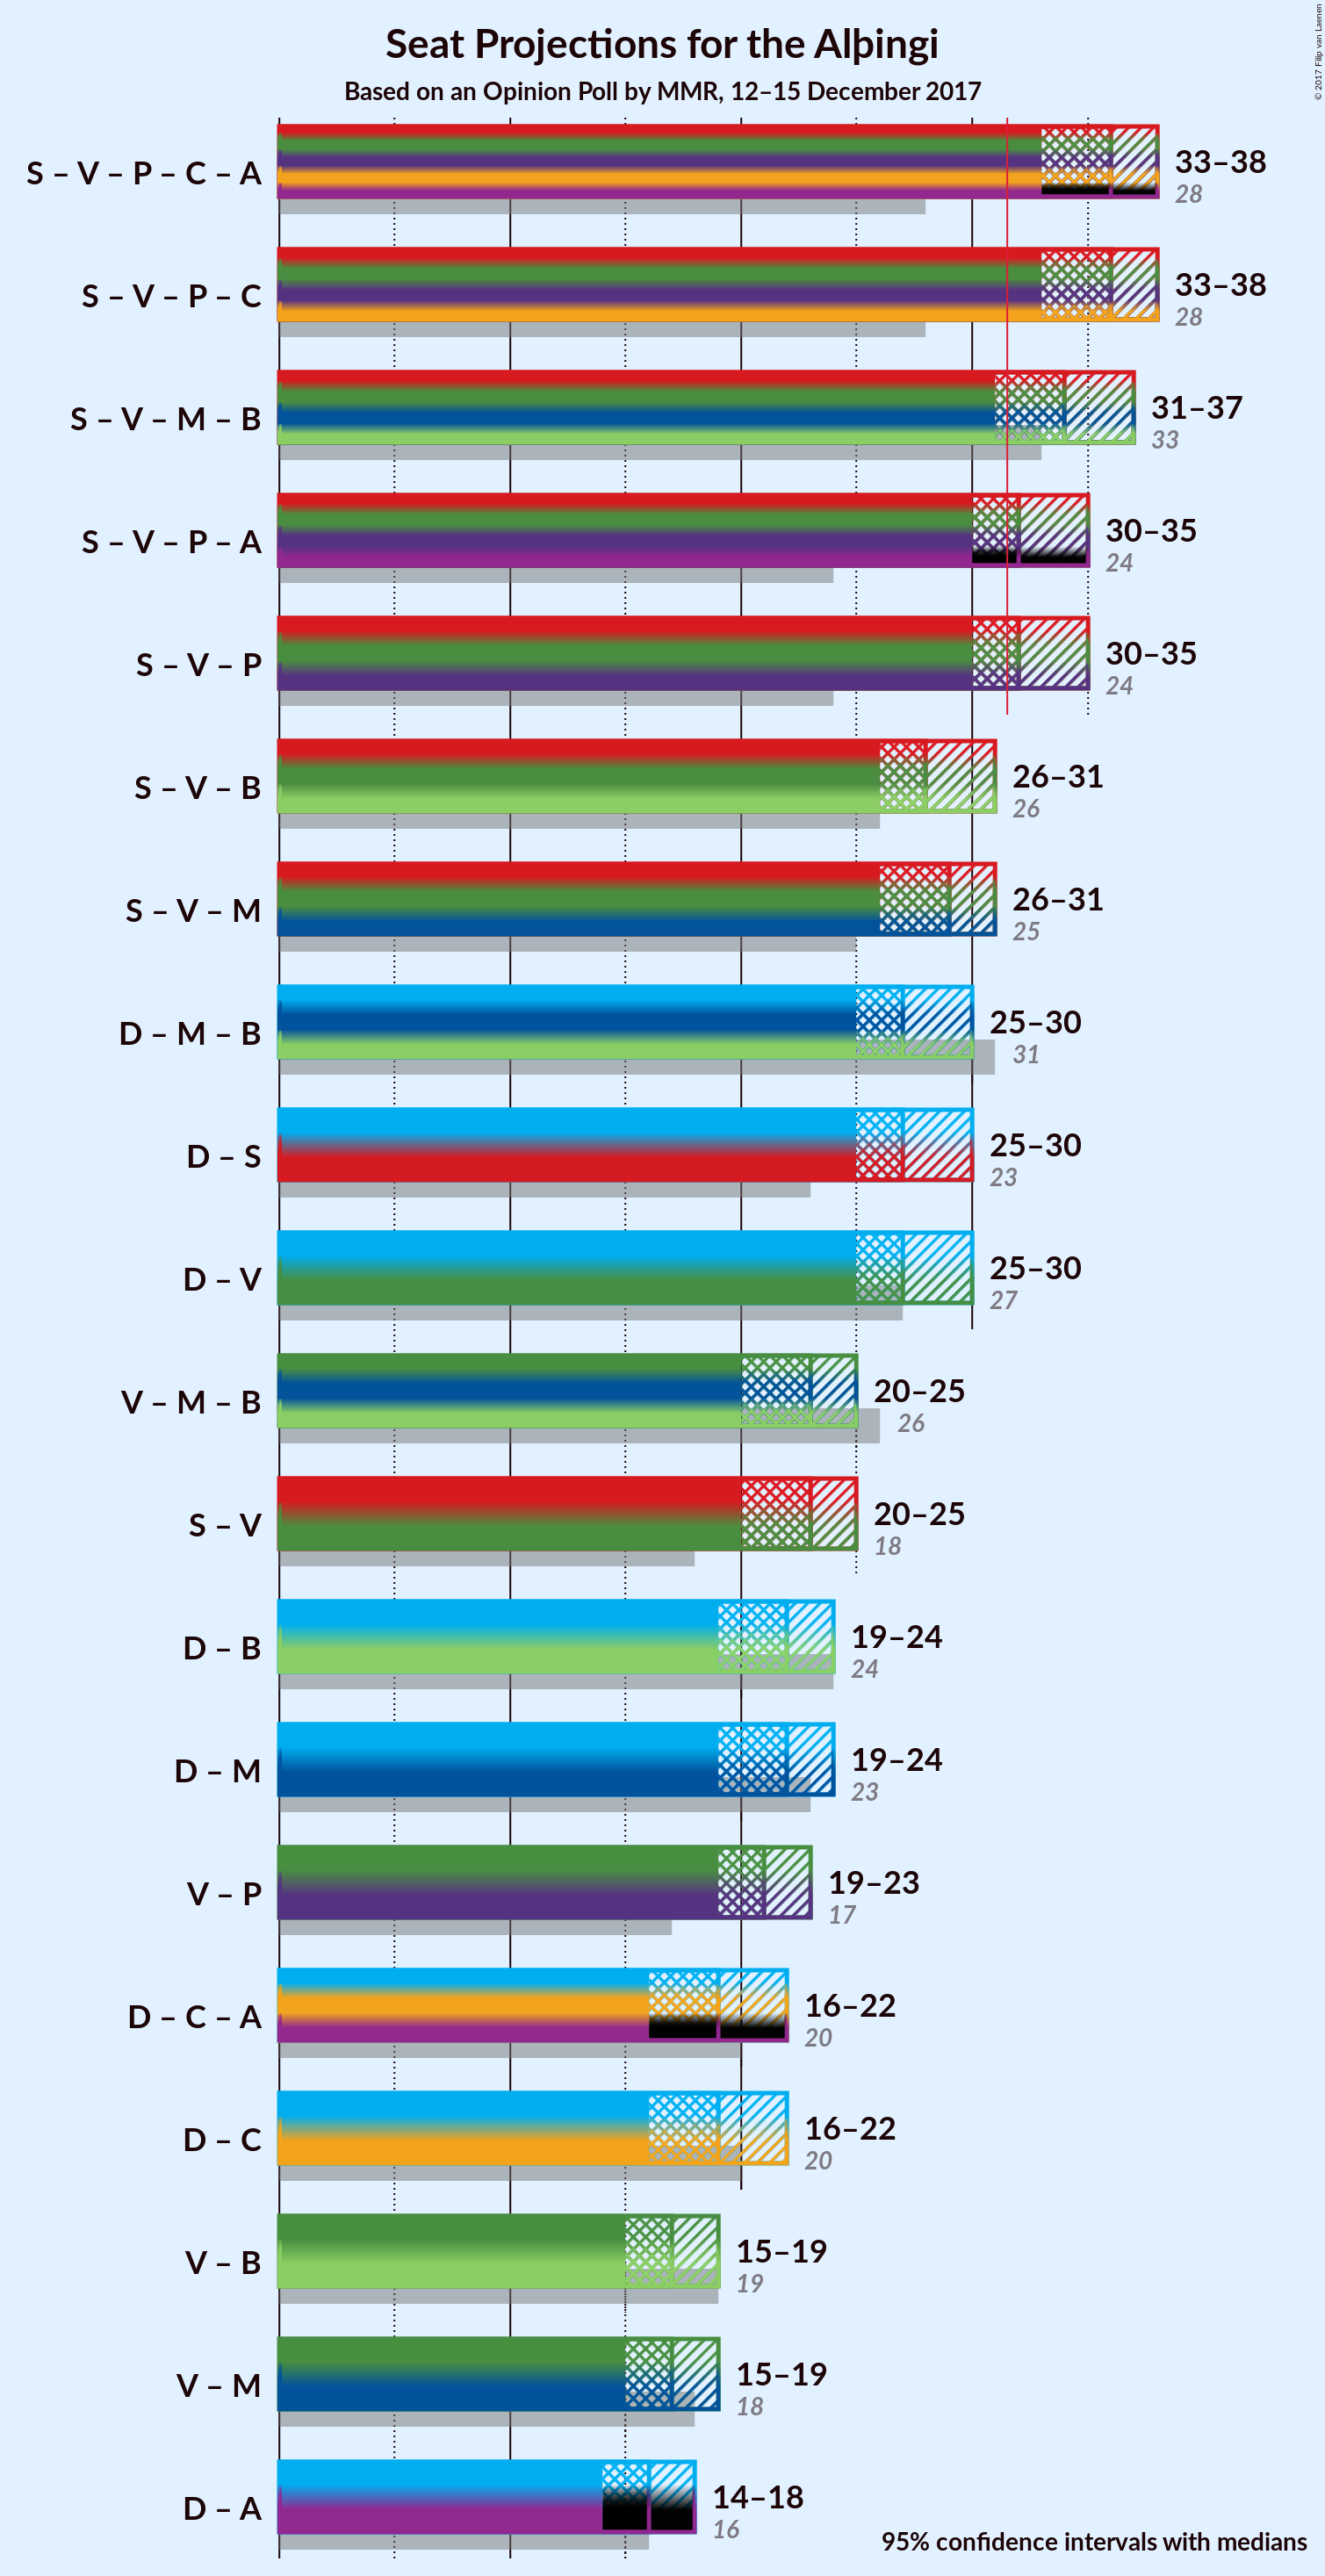 Seat Projections for the Alþingi
Based on an Opinion Poll by MMR, 12–15 December 2017
© 2017 Filip van Laenen
S – V – P – C – A
33–38
28
S – V – P – C
33–38
28
S – V – M – B
31–37
33
S – V – P – A
30–35
24
S – V – P
30–35
24
S – V – B
26–31
26
S – V – M
26–31
25
D – M – B
25–30
31
D – S
25–30
23
D – V
25–30
27
V – M – B
20–25
26
S – V
20–25
18
D – B
19–24
24
D – M
19–24
23
V – P
19–23
17
D – C – A
16–22
20
D – C
16–22
20
V – B
15–19
19
V – M
15–19
18
D – A
14–18
16
95% confidence intervals with medians